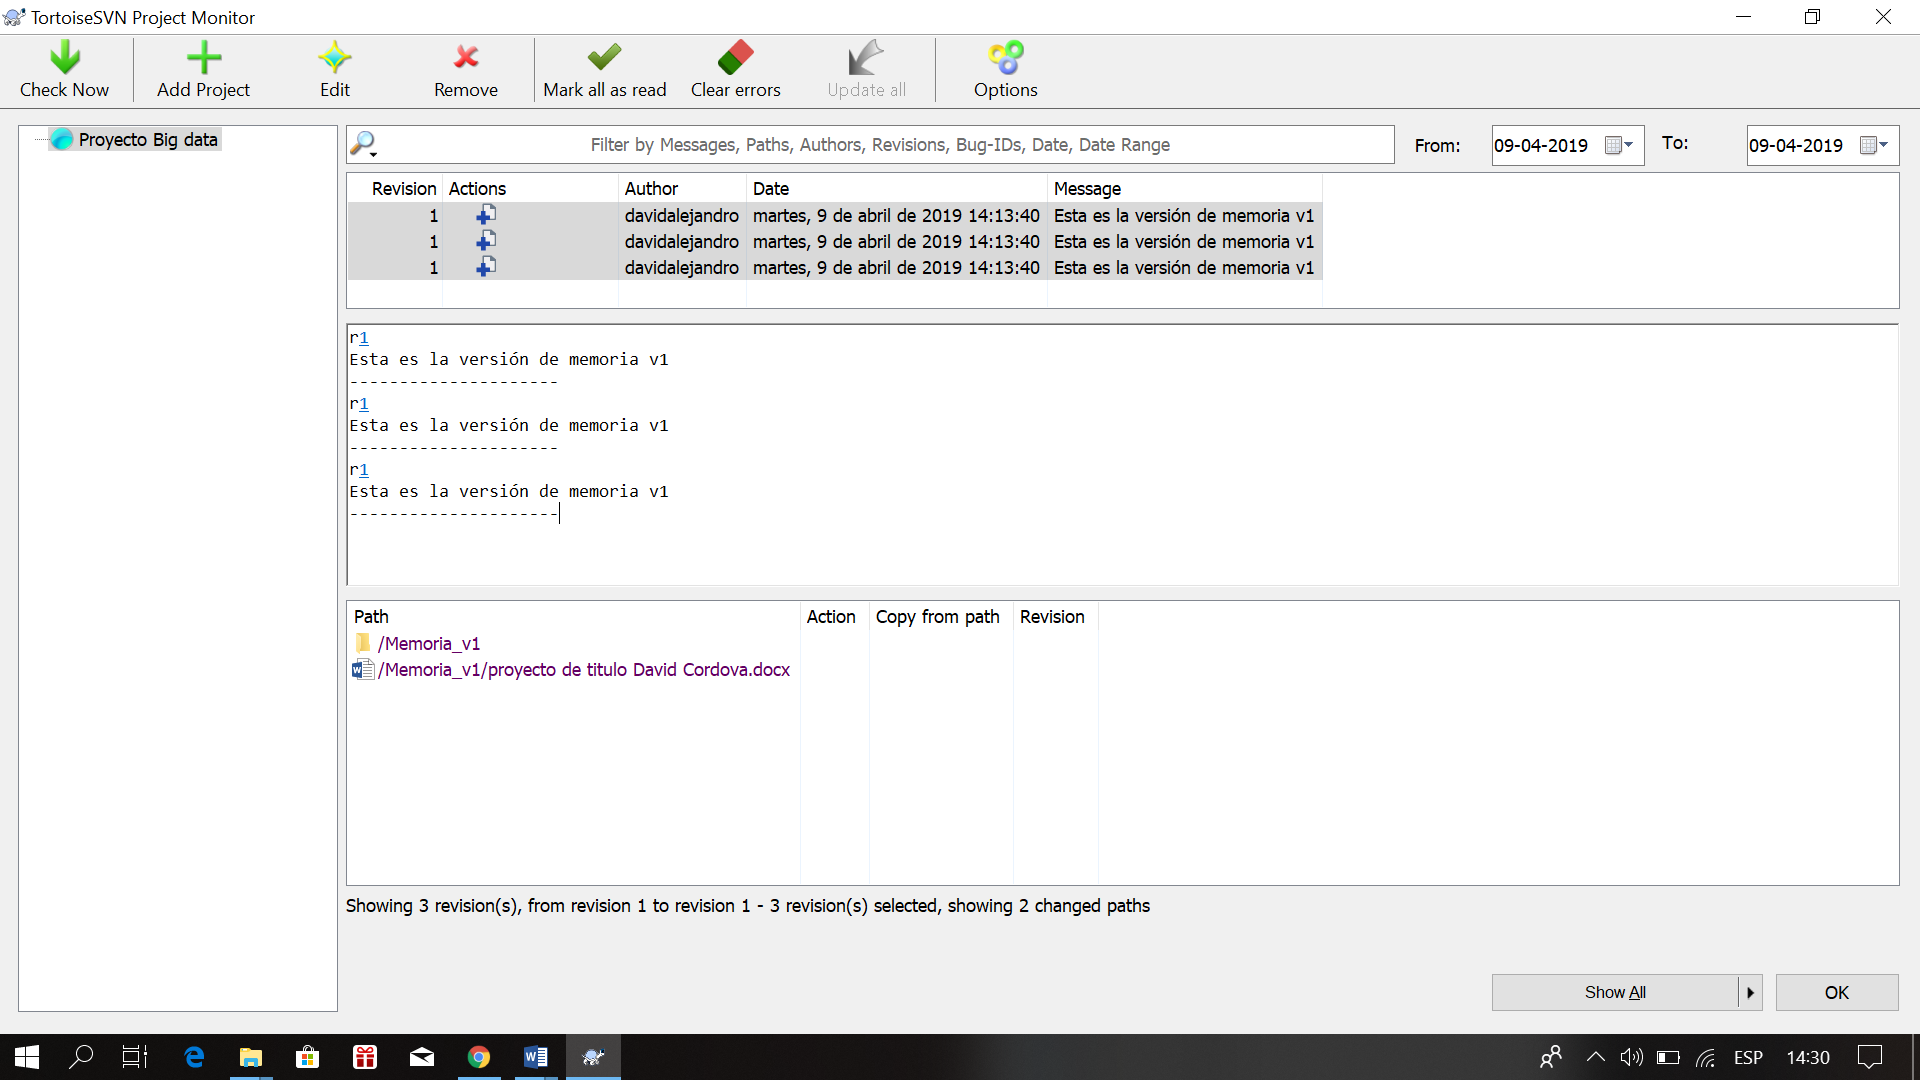 TortoiseSVN Project Monitor
Check Now
Add Project
Edit
Remove
Mark all as read
Clear errors
Update all
Options
Proyecto Big data
Filter by Messages, Paths, Authors, Revisions, Bug-IDs, Date, Date Range
From: 09-04-2019
To: 09-04-2019
Revision Actions Author Date Message
1 davidalejandro martes, 9 de abril de 2019 14:13:40 Esta es la versión de memoria v1
1 davidalejandro martes, 9 de abril de 2019 14:13:40 Esta es la versión de memoria v1
1 davidalejandro martes, 9 de abril de 2019 14:13:40 Esta es la versión de memoria v1
r1
Esta es la versión de memoria v1
---------------------
r1
Esta es la versión de memoria v1
---------------------
r1
Esta es la versión de memoria v1
---------------------
Path Action Copy from path Revision
/Memoria_v1
/Memoria_v1/proyecto de titulo David Cordova.docx
Showing 3 revision(s), from revision 1 to revision 1 - 3 revision(s) selected, showing 2 changed paths
Show All
OK
ESP
14:30